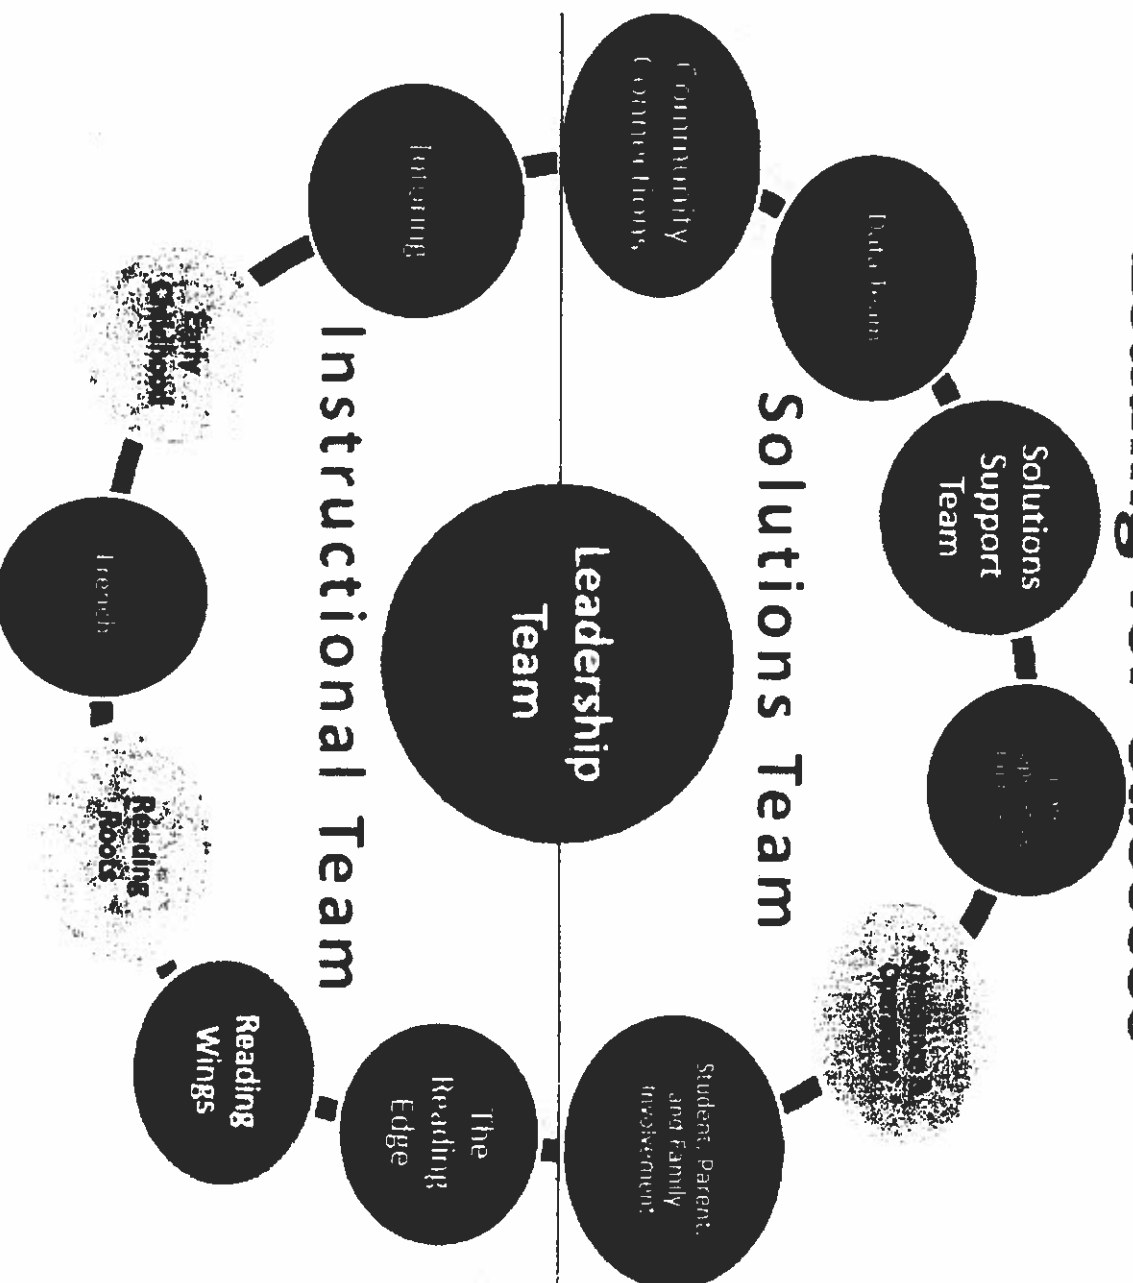 Solutions
Support
Team
Data Team
Community
Connections
Student, Parent,
and Family
Involvement
Solutions Team
Leadership
Team
Instructional Team
Tutoring
The
Reading
Edge
Early
Childhood
Reading
Wings
Reading
Roots